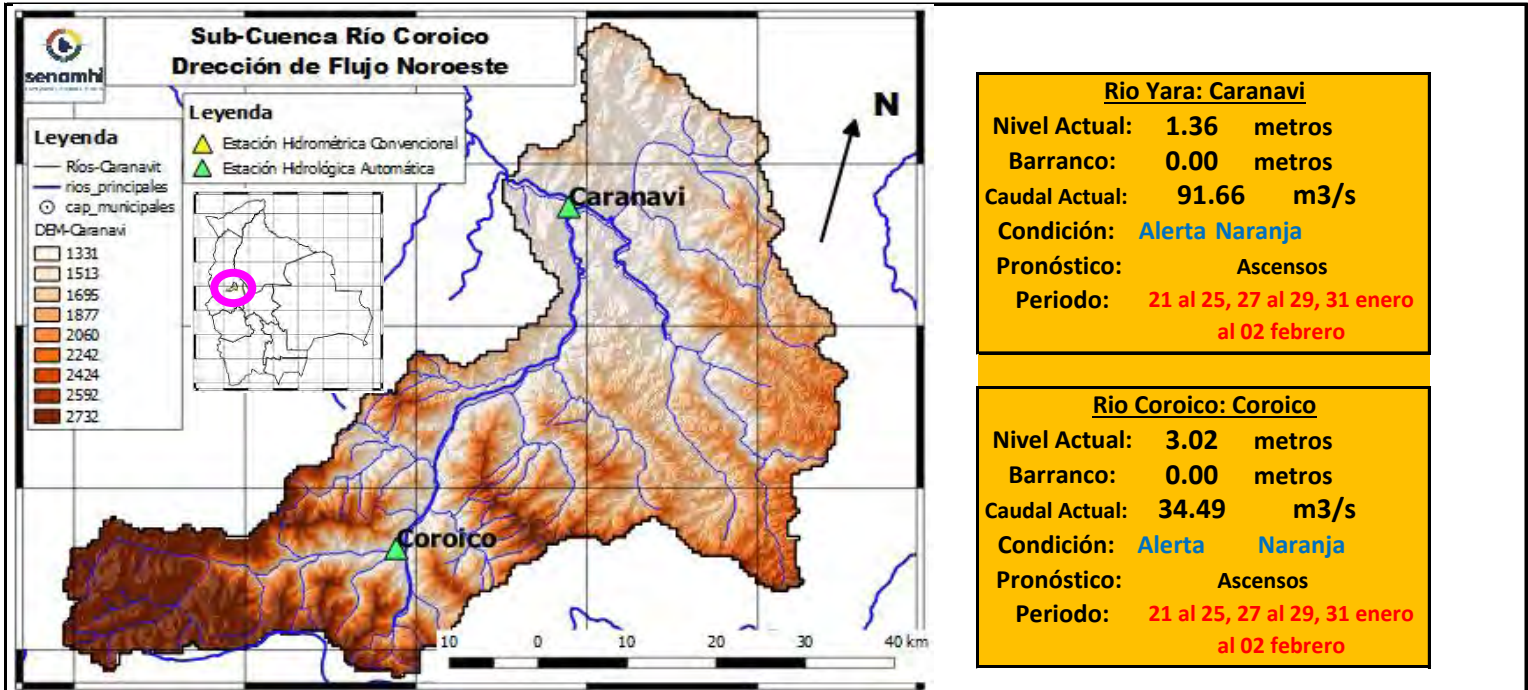 senamhi
Sub-Cuenca Río Coroico
Drección de Flujo Noroeste
Leyenda
Estación Hidrométrica Convencional
Estación Hidrológica Automática
Leyenda
Ríos-Caranavit
rios_principales
cap_municipales
DEM-Caranavi
1331
1513
1695
1877
2060
2242
2424
2592
2732
N
Caranavi
Coroico
10 0 10 20 30 40 km
Rio Yara: Caranavi
Nivel Actual: 1.36 metros
Barranco: 0.00 metros
Caudal Actual: 91.66 m3/s
Condición: Alerta Naranja
Pronóstico: Ascensos
Periodo: 21 al 25, 27 al 29, 31 enero
al 02 febrero
Rio Coroico: Coroico
Nivel Actual: 3.02 metros
Barranco: 0.00 metros
Caudal Actual: 34.49 m3/s
Condición: Alerta Naranja
Pronóstico: Ascensos
Periodo: 21 al 25, 27 al 29, 31 enero
al 02 febrero